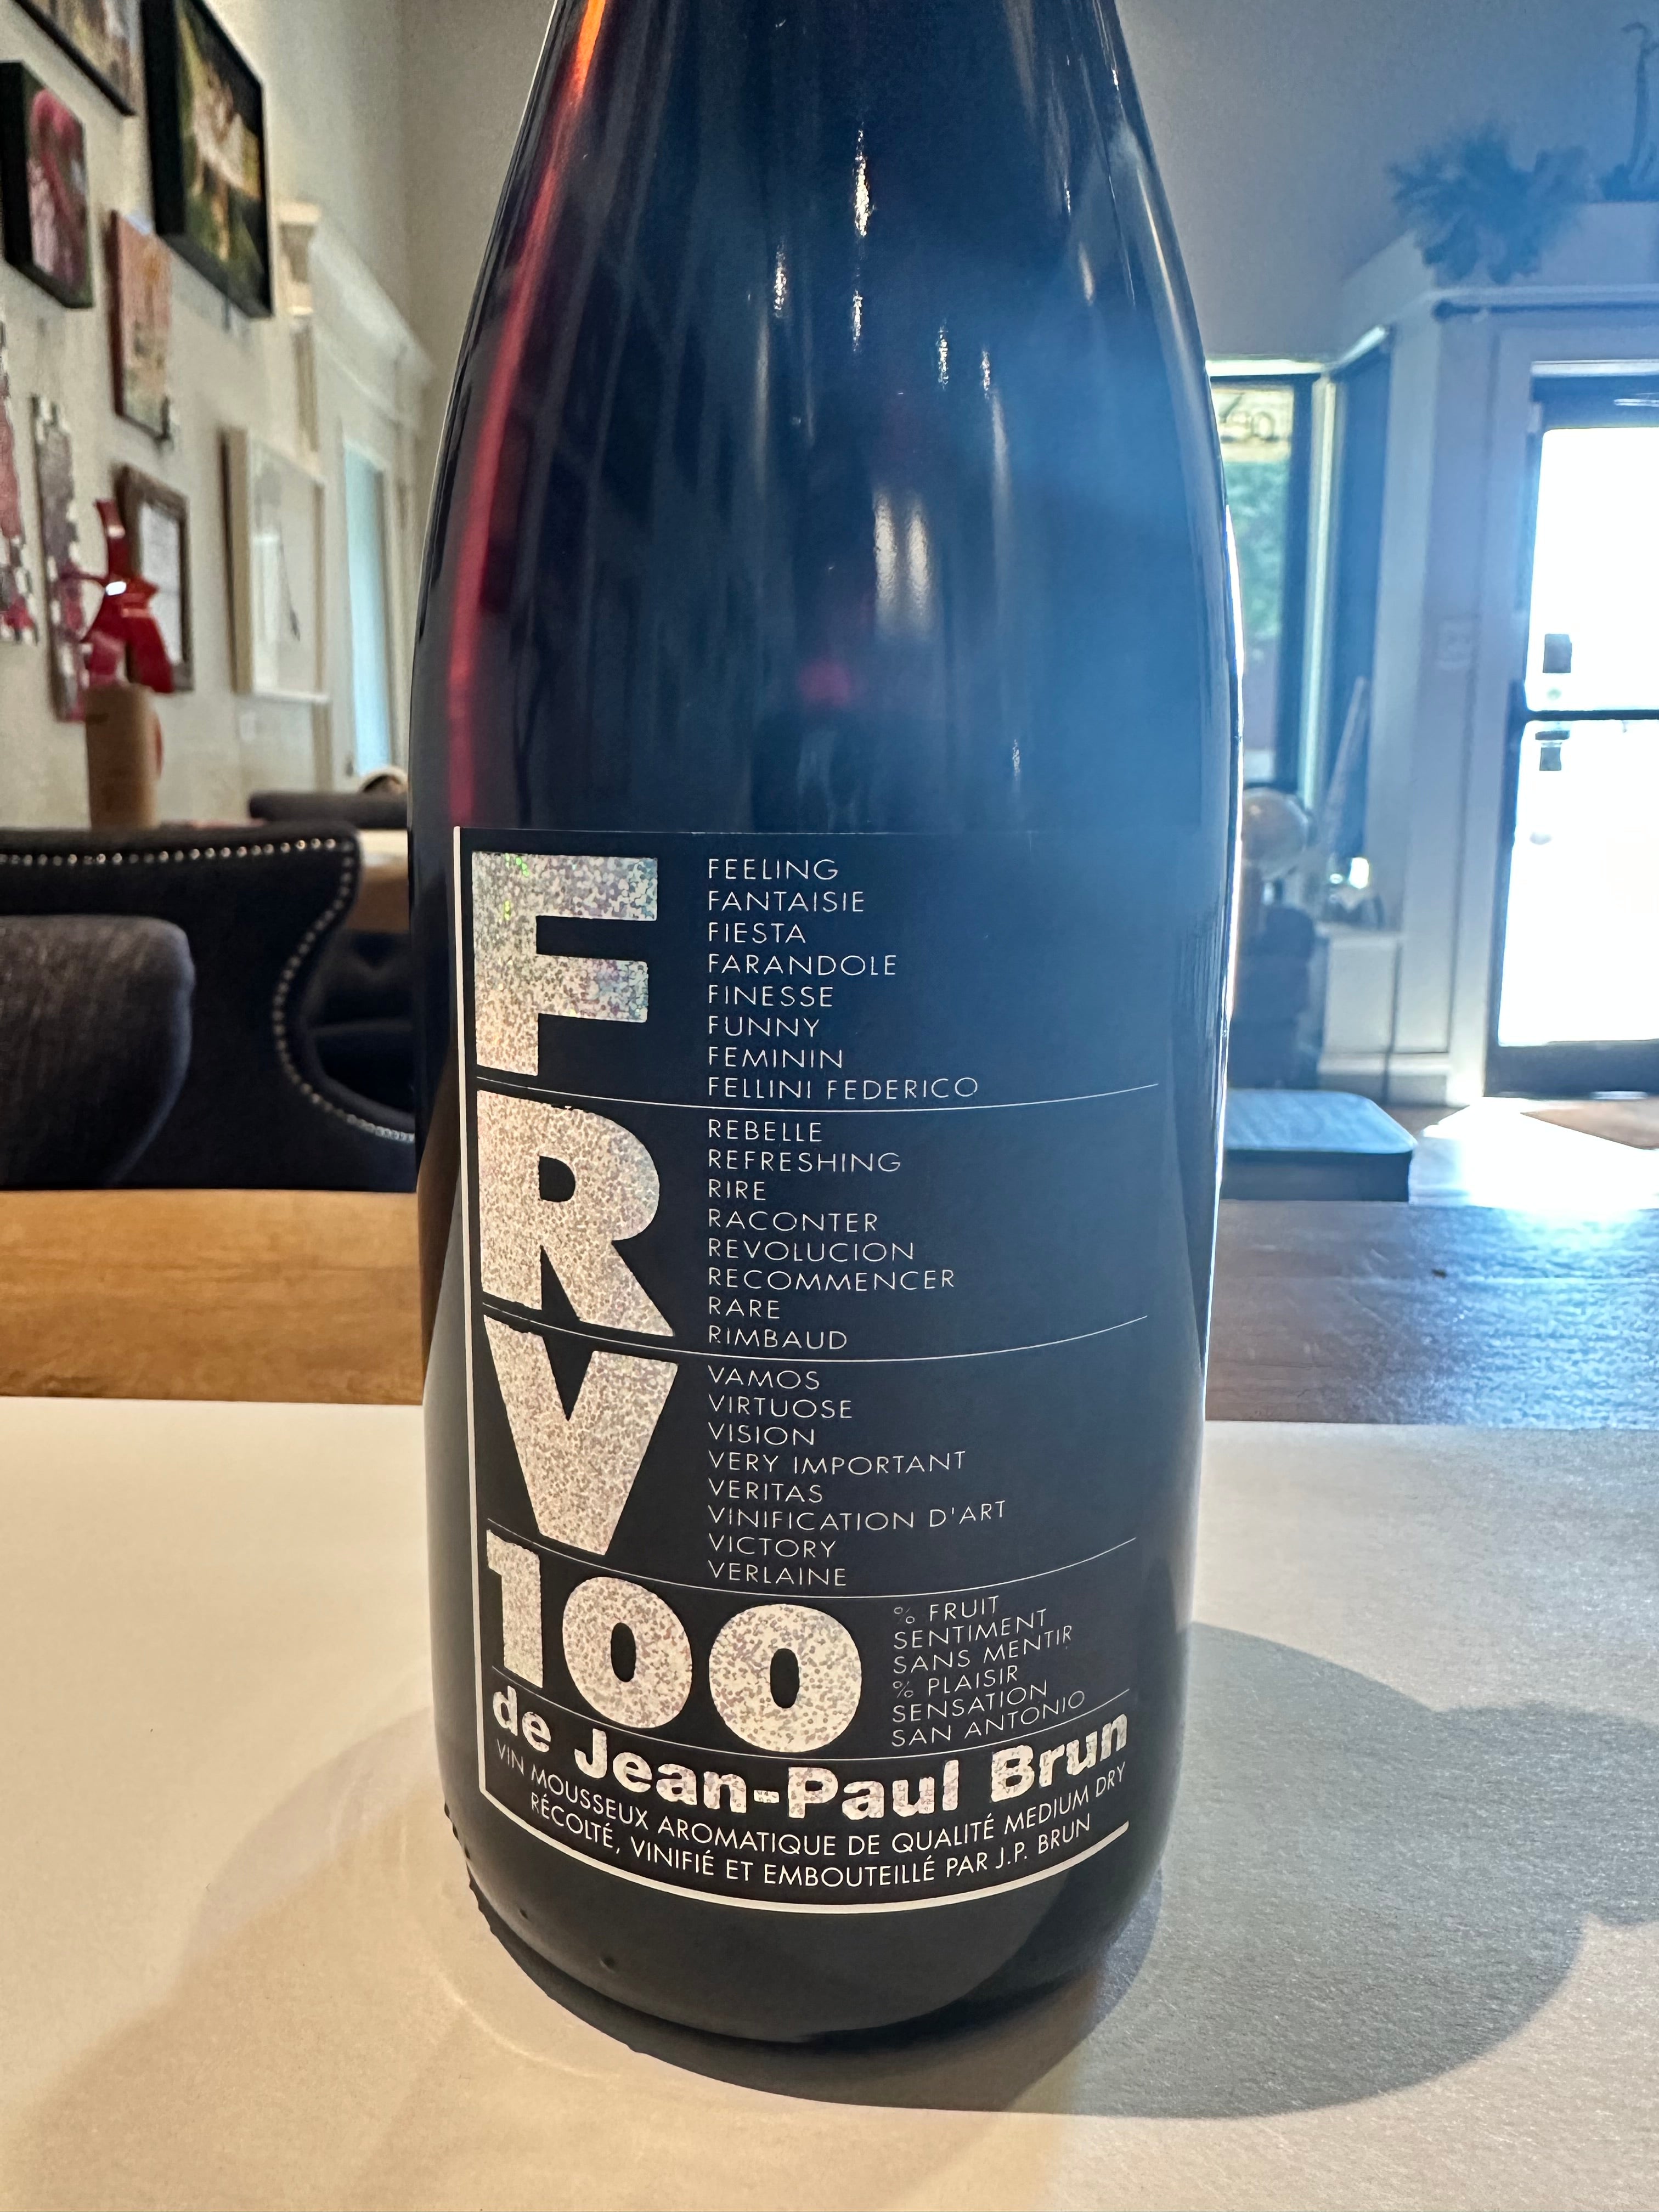 F
FEELING
FANTAISIE
FIESTA
FARANDOLE
FINESSE
FUNNY
FEMININ
FELLINI FEDERICO
R
REBELLE
REFRESHING
RIRE
RACONTER
REVOLUCION
RECOMMENCER
RARE
RIMBAUD
V
VAMOS
VIRTUOSE
VISION
VERY IMPORTANT
VERITAS
VINIFICATION D'ART
VICTORY
VERLAINE
100
% FRUIT
SENTIMENT
SANS MENTIR
% PLAISIR
SENSATION
SAN ANTONIO
de Jean-Paul Brun
VIN MOUSSEUX AROMATIQUE DE QUALITÉ MEDIUM DRY
RÉCOLTÉ, VINIFIÉ ET EMBOUTEILLÉ PAR J.P. BRUN